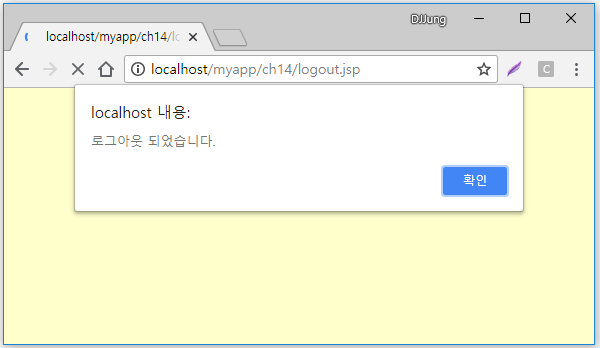 DJJung
localhost/myapp/ch14/lo
localhost/myapp/ch14/logout.jsp
C
localhost 내용:
로그아웃 되었습니다.
확인